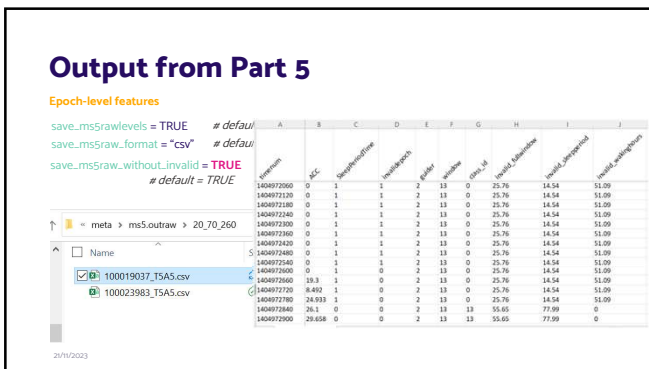 Output from Part 5
Epoch-level features
save_ms5rawlevels = TRUE # defau
save_ms5raw_format = "csv" # defau
save_ms5raw_without_invalid = TRUE
# default = TRUE
↑ « meta > ms5.outraw > 20_70_260
Name S
100019037_T5A5.csv
100023983_T5A5.csv
A B C D E F G H I J
timenum ACC SleepPeriodTime invalidepoch guider window class_id invalid_fullwindow invalid_sleepperiod invalid_wakinghours
1404972060 0 1 1 2 13 0 25.76 14.54 51.09
1404972120 0 1 1 2 13 0 25.76 14.54 51.09
1404972180 0 1 1 2 13 0 25.76 14.54 51.09
1404972240 0 1 1 2 13 0 25.76 14.54 51.09
1404972300 0 1 1 2 13 0 25.76 14.54 51.09
1404972360 0 1 1 2 13 0 25.76 14.54 51.09
1404972420 0 1 1 2 13 0 25.76 14.54 51.09
1404972480 0 1 1 2 13 0 25.76 14.54 51.09
1404972540 0 1 1 2 13 0 25.76 14.54 51.09
1404972600 0 1 0 2 13 0 25.76 14.54 51.09
1404972660 19.3 1 0 2 13 0 25.76 14.54 51.09
1404972720 8.492 1 0 2 13 0 25.76 14.54 51.09
1404972780 24.933 1 0 2 13 0 25.76 14.54 51.09
1404972840 26.1 0 0 2 13 13 55.65 77.99 0
1404972900 29.658 0 0 2 13 13 55.65 77.99 0
21/11/2023